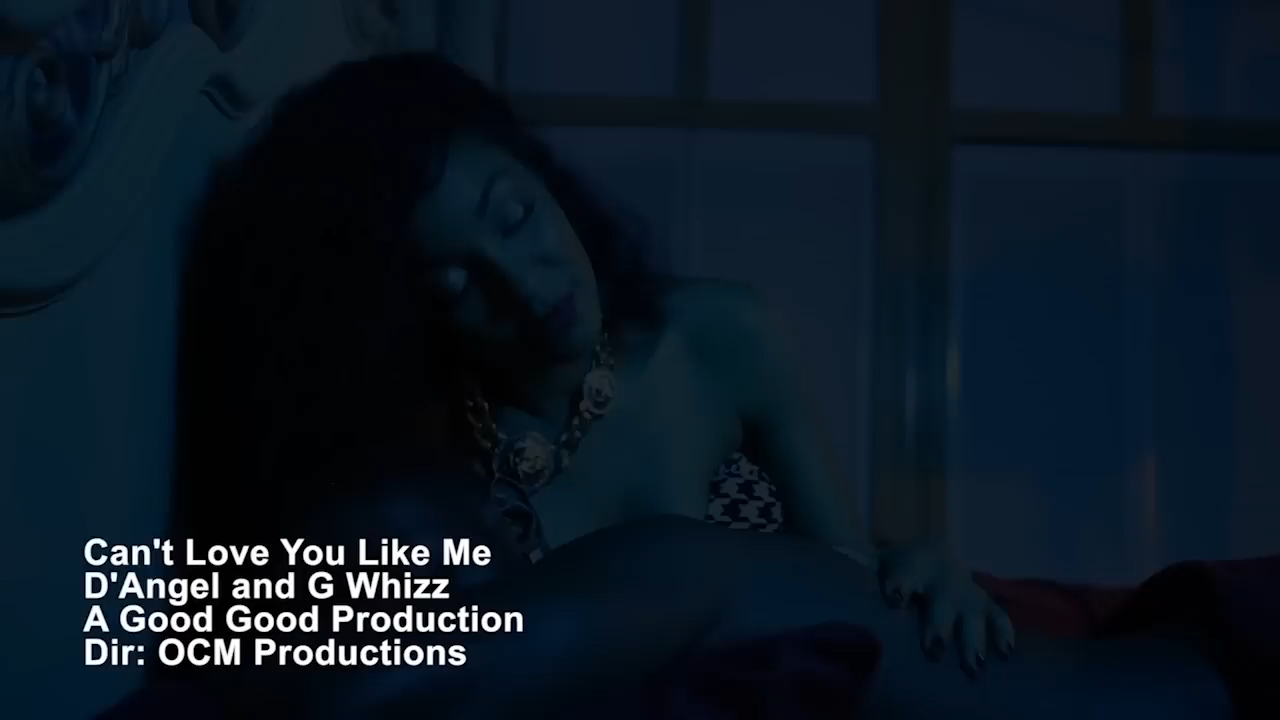 Can't Love You Like Me
D'Angel and G Whizz
A Good Good Production
Dir: OCM Productions